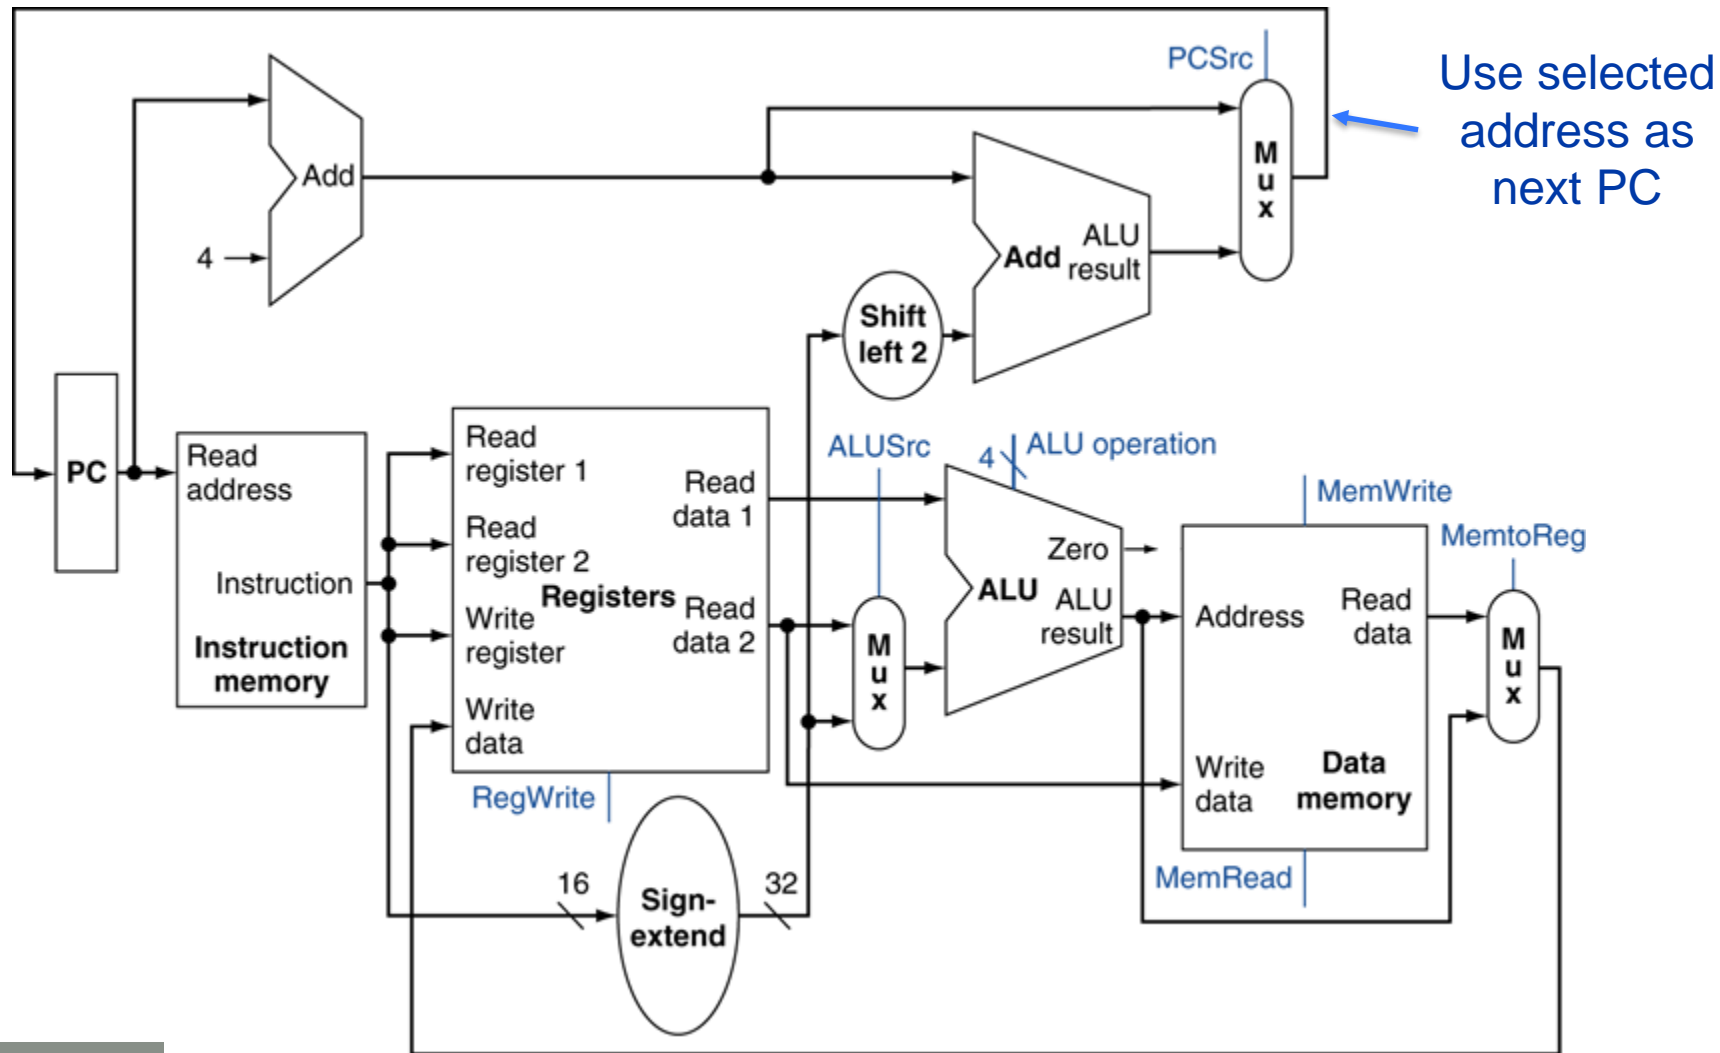 PCSrc
Use selected
address as
next PC
M
u
x
Add
4
Add
ALU
result
Shift
left 2
PC
Read
address
Instruction
Instruction
memory
Read
register 1
Read
register 2
Write
register
Write
data
Registers
Read
data 1
Read
data 2
RegWrite
16
Sign-
extend
32
ALUSrc
M
u
x
4
ALU operation
Zero
ALU
ALU
result
MemWrite
Address
Read
data
Write
data
Data
memory
MemRead
MemtoReg
M
u
x